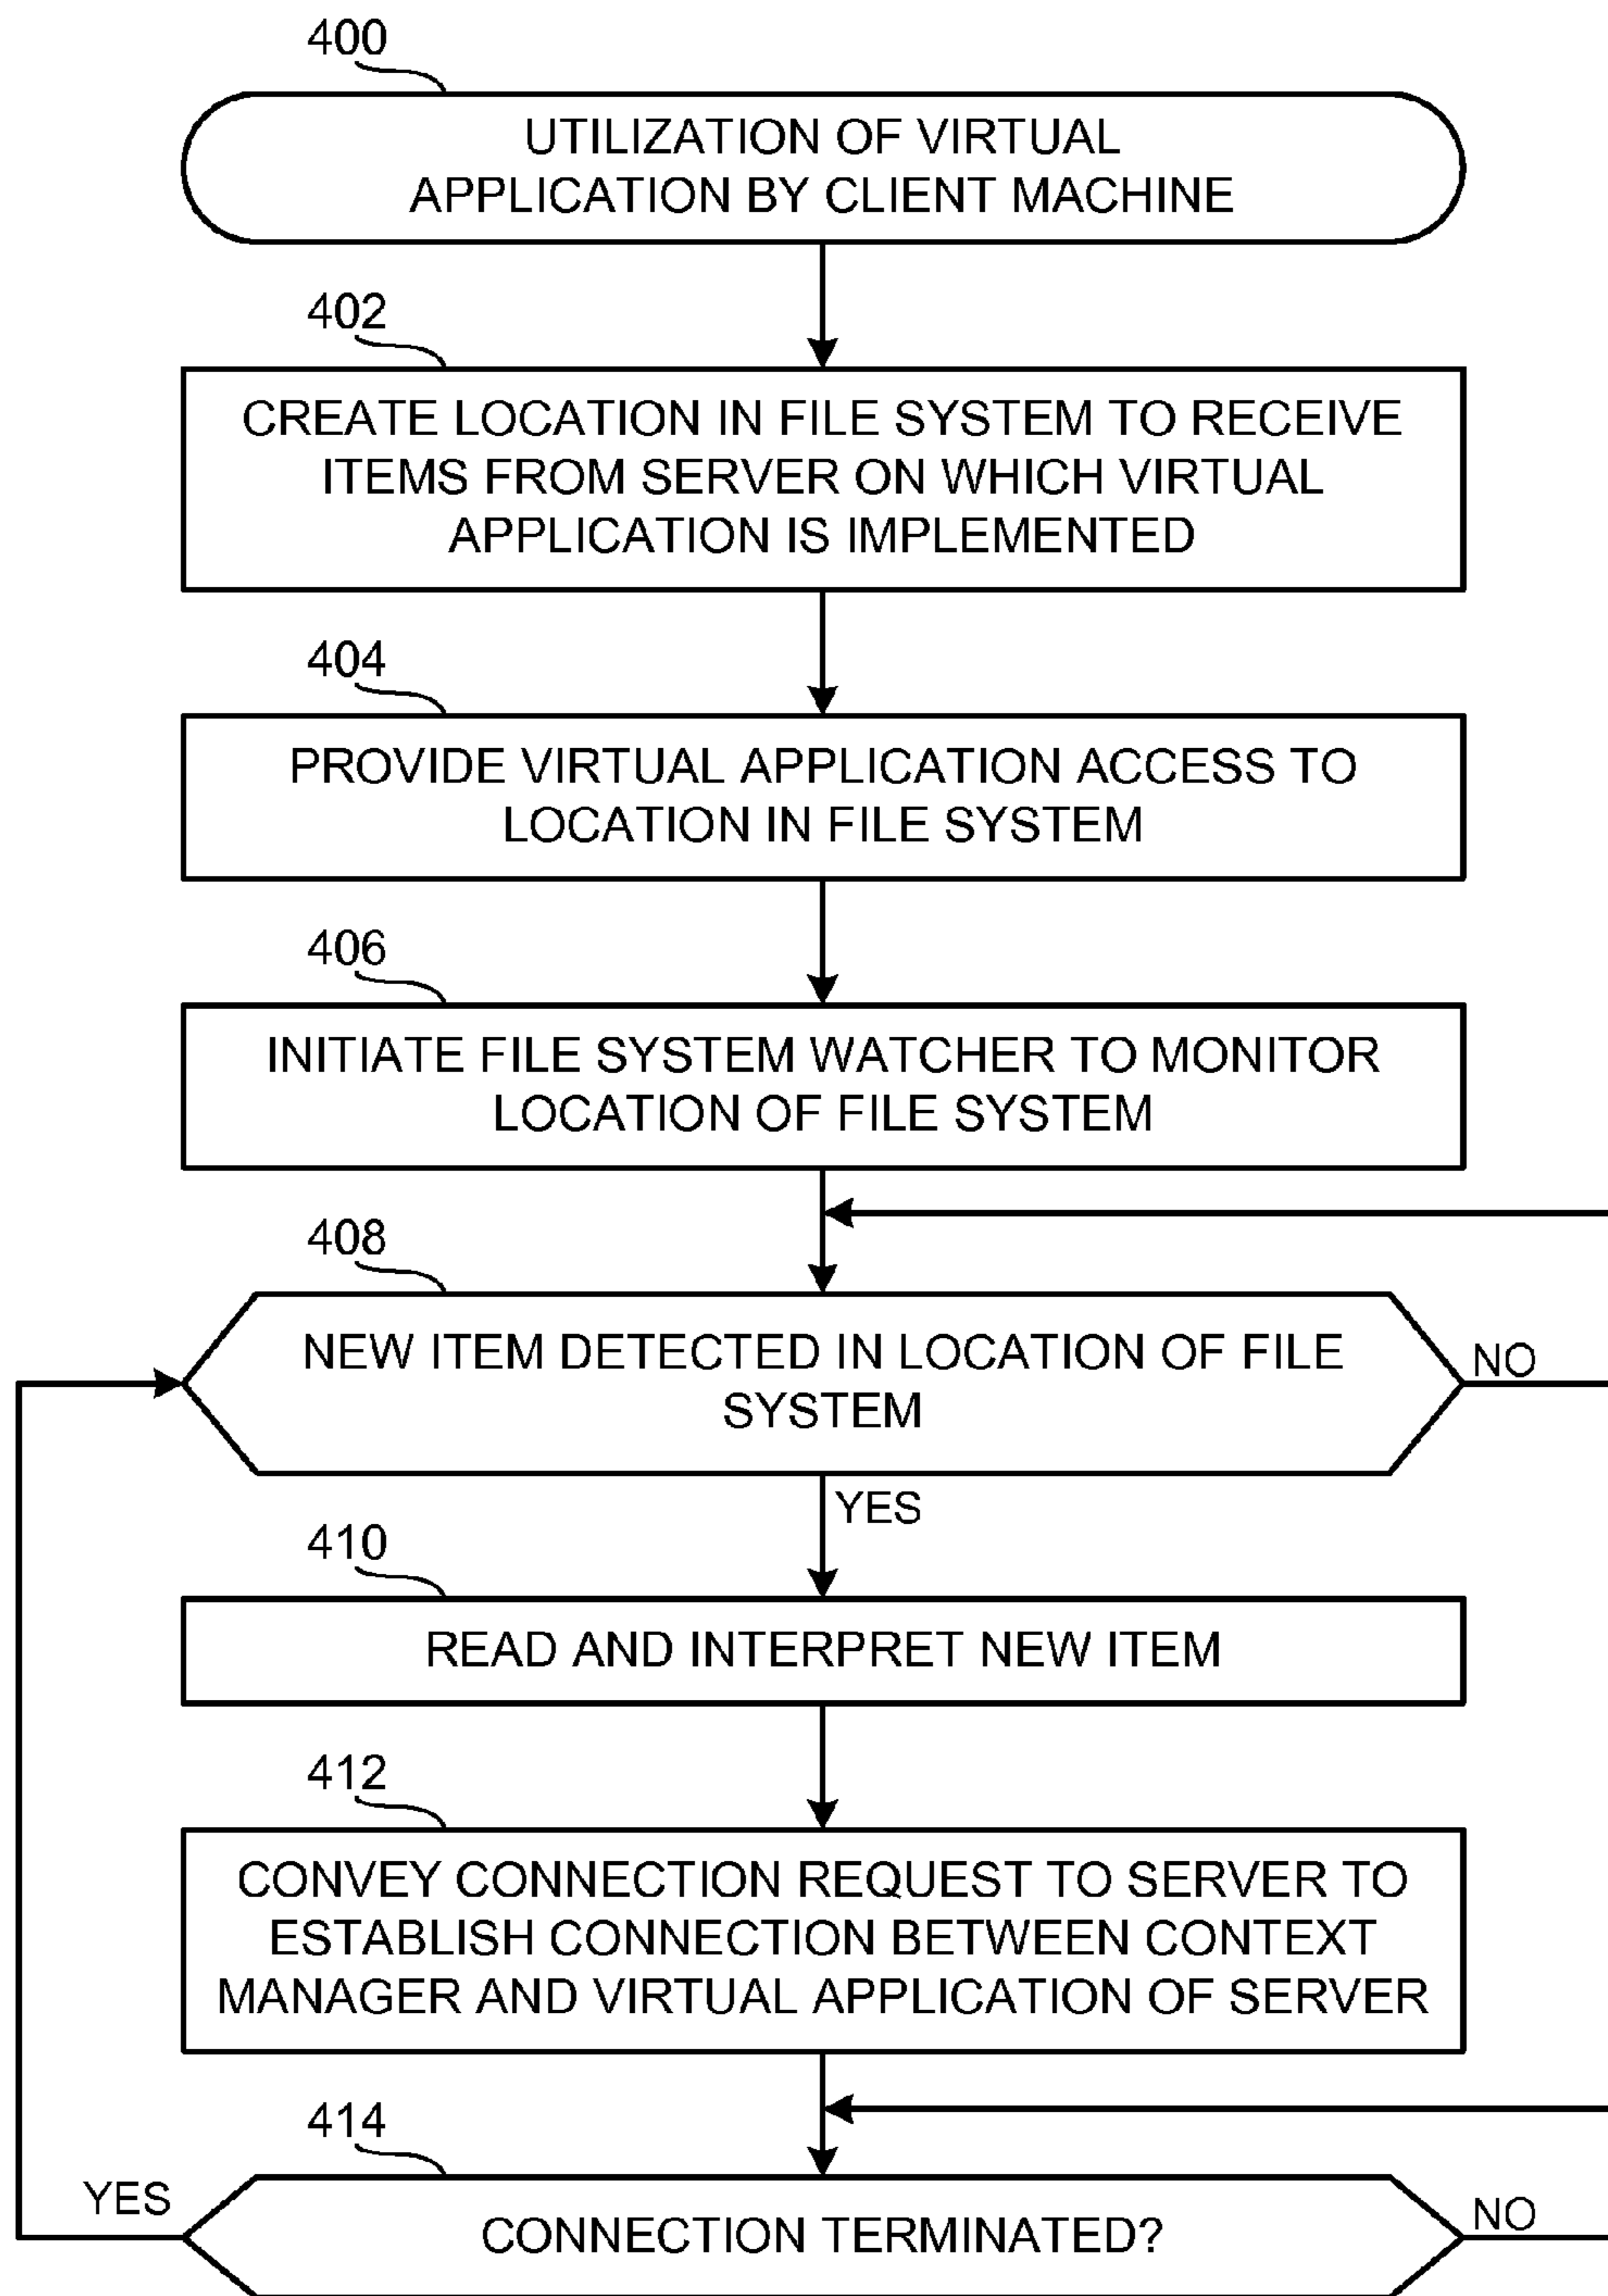 400
UTILIZATION OF VIRTUAL
APPLICATION BY CLIENT MACHINE
402
CREATE LOCATION IN FILE SYSTEM TO RECEIVE
ITEMS FROM SERVER ON WHICH VIRTUAL
APPLICATION IS IMPLEMENTED
404
PROVIDE VIRTUAL APPLICATION ACCESS TO
LOCATION IN FILE SYSTEM
406
INITIATE FILE SYSTEM WATCHER TO MONITOR
LOCATION OF FILE SYSTEM
408
NEW ITEM DETECTED IN LOCATION OF FILE
SYSTEM
NO
YES
410
READ AND INTERPRET NEW ITEM
412
CONVEY CONNECTION REQUEST TO SERVER TO
ESTABLISH CONNECTION BETWEEN CONTEXT
MANAGER AND VIRTUAL APPLICATION OF SERVER
414
YES
CONNECTION TERMINATED?
NO